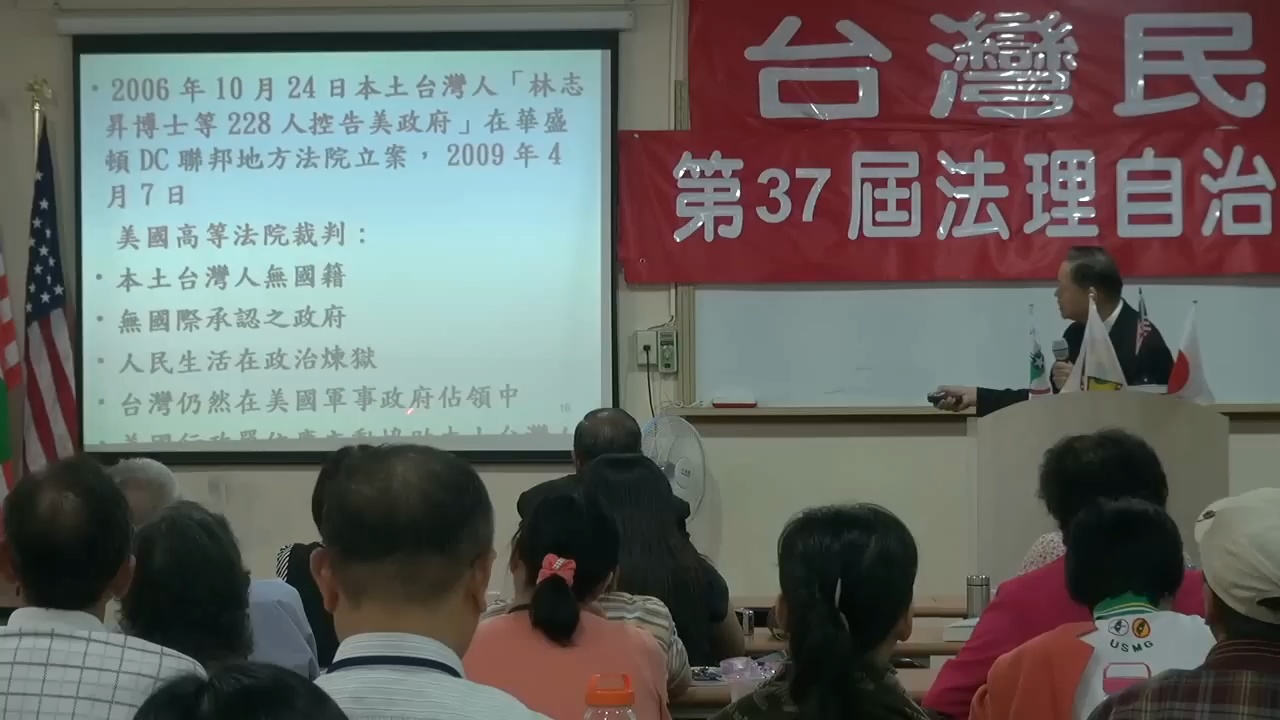 • 2006 年 10 月 24 日本土台灣人「林志
昇博士等 228 人控告美政府」在華盛
頓 DC 聯邦地方法院立案， 2009 年 4
月 7 日
美國高等法院裁判：
• 本土台灣人無國籍
• 無國際承認之政府
• 人民生活在政治煉獄
• 台灣仍然在美國軍事政府佔領中
16
台灣民
第37屆法理自治
USMG